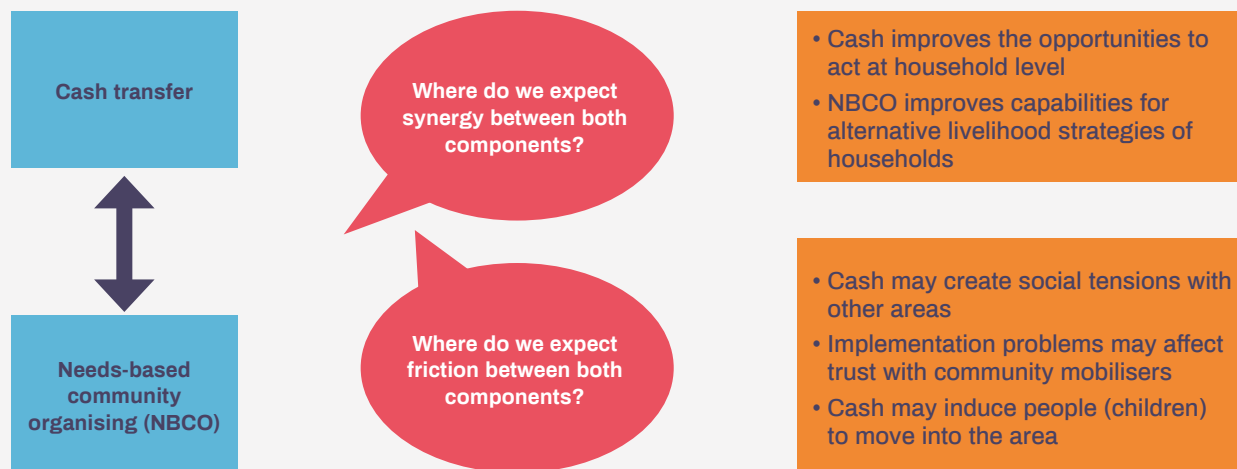 Cash transfer
Where do we expect
synergy between both
components?
• Cash improves the opportunities to
act at household level
• NBCO improves capabilities for
alternative livelihood strategies of
households
Needs-based
community
organising (NBCO)
Where do we expect
friction between both
components?
• Cash may create social tensions with
other areas
• Implementation problems may affect
trust with community mobilisers
• Cash may induce people (children)
to move into the area